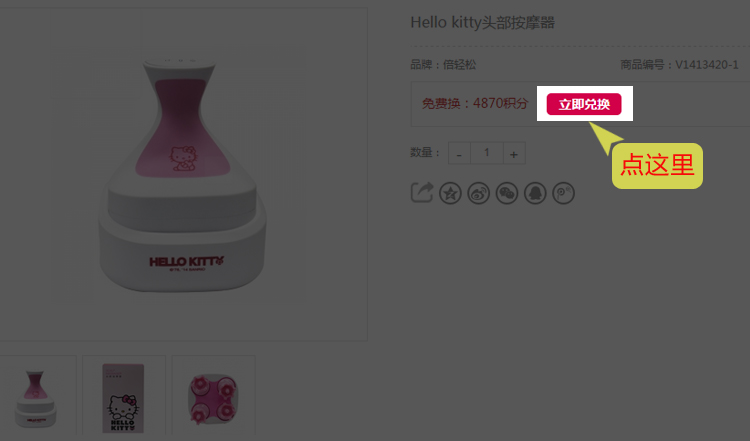 Hello kitty头部按摩器
品牌：倍轻松
商品编号：V1413420-1
免费换：4870积分
立即兑换
点这里
数量：
-
1
+
HELLO KITTY
HELLO KITTY